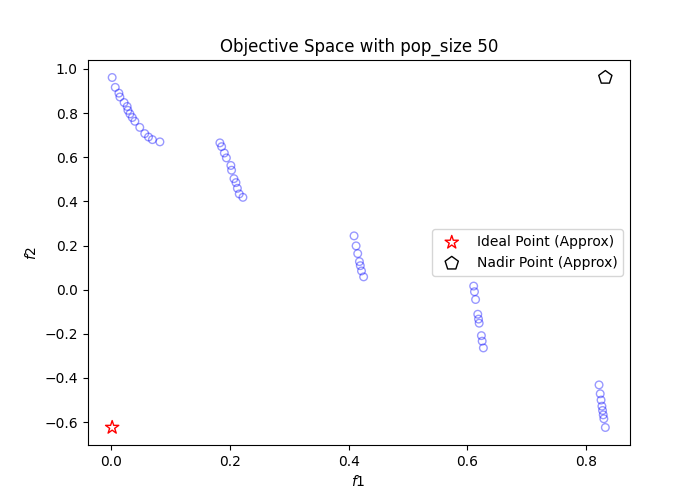 Objective Space with pop_size 50
1.0
0.8
0.6
0.4
0.2
0.0
−0.2
−0.4
−0.6
f2
Ideal Point (Approx)
Nadir Point (Approx)
0.0 0.2 0.4 0.6 0.8
f1